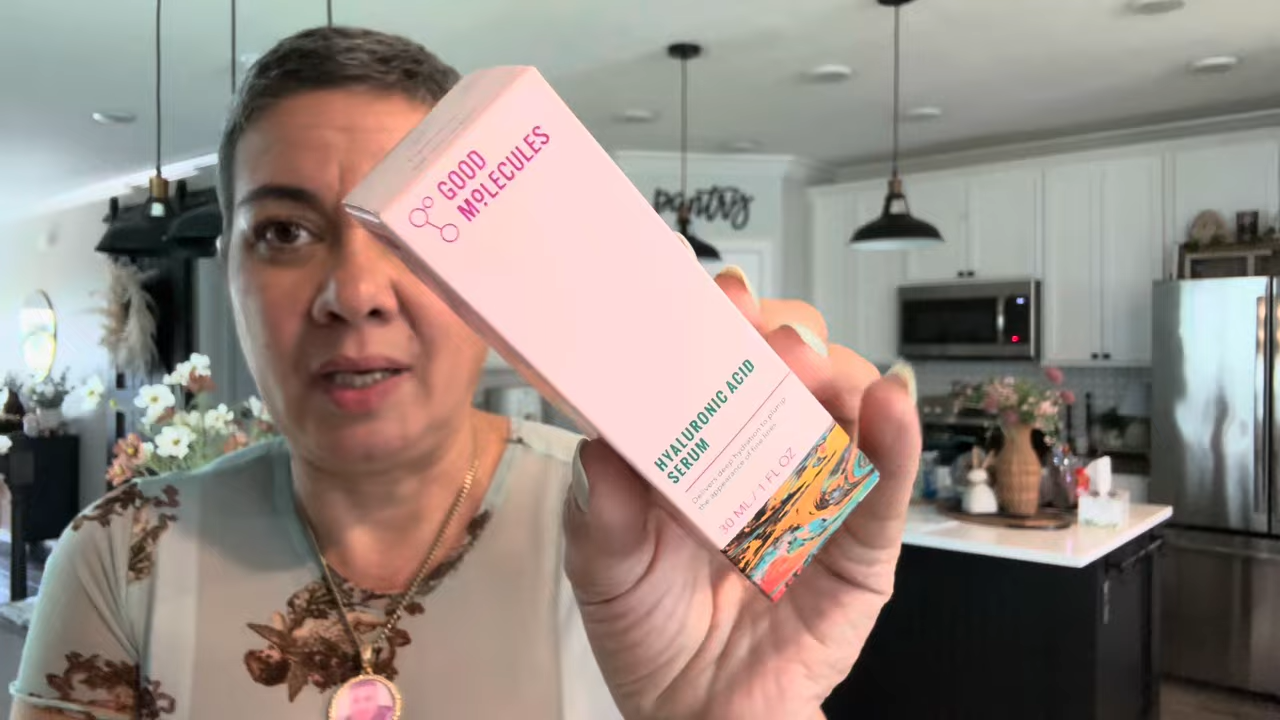 GOOD
MOLECULES
HYALURONIC ACID
SERUM
Delivers deep hydration to plump
the appearance of fine lines
30 ML / 1 FL OZ
pantry